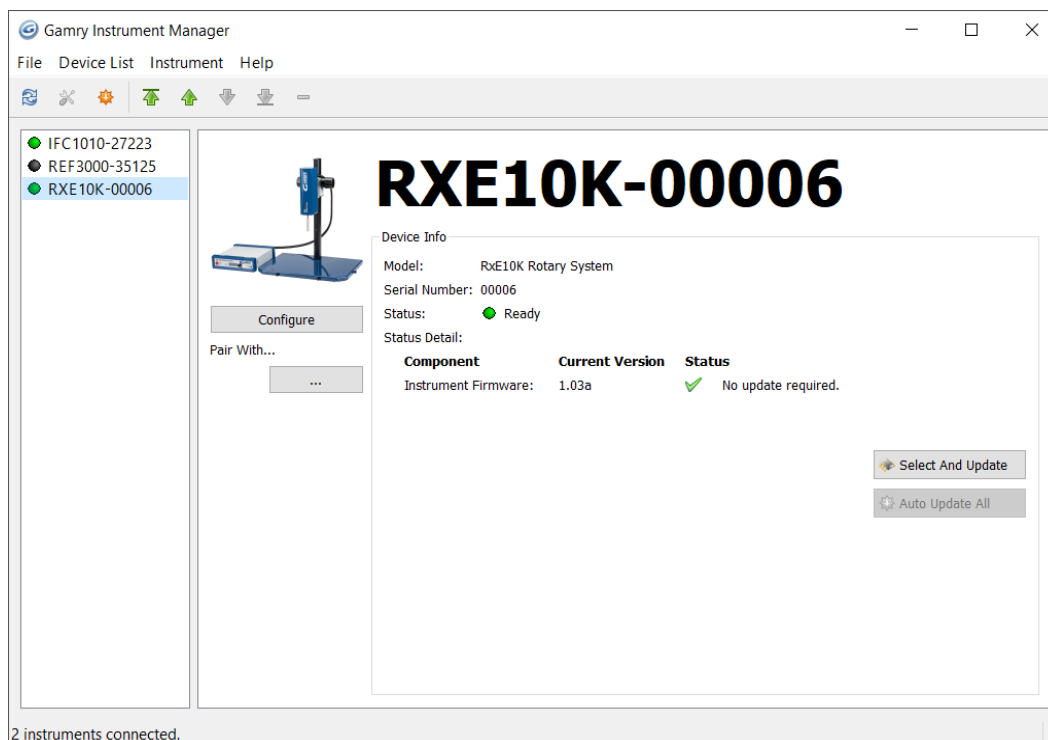 Gamry Instrument Manager
File Device List Instrument Help
IFC1010-27223
REF3000-35125
RXE10K-00006
RXE10K-00006
Configure
Pair With...
...
Device Info
Model: RxE10K Rotary System
Serial Number: 00006
Status: Ready
Status Detail:
Component Current Version Status
Instrument Firmware: 1.03a No update required.
Select And Update
Auto Update All
2 instruments connected.